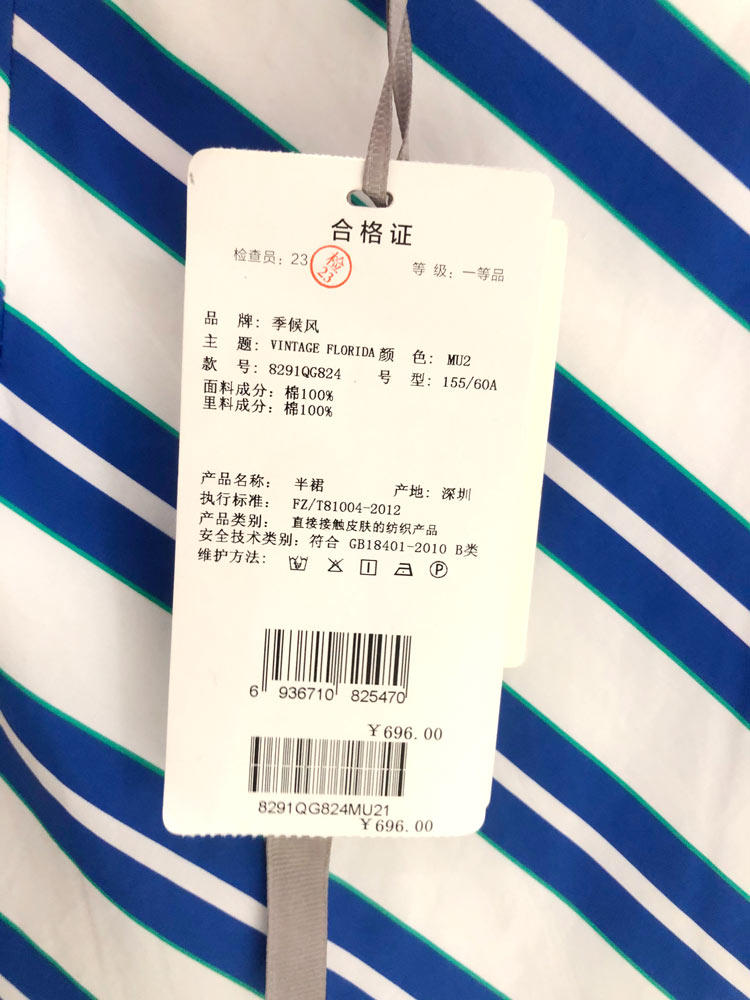 合格证
检查员：23 检 23 等 级：一等品
品 牌：季候风
主 题：VINTAGE FLORIDA 颜 色：MU2
款 号：8291QG824 号 型：155/60A
面料成分：棉100%
里料成分：棉100%
产品名称： 半裙 产地：深圳
执行标准： FZ/T81004-2012
产品类别： 直接接触皮肤的纺织产品
安全技术类别：符合 GB18401-2010 B类
维护方法： P
6 936710 825470
￥696.00
8291QG824MU21
￥696.00